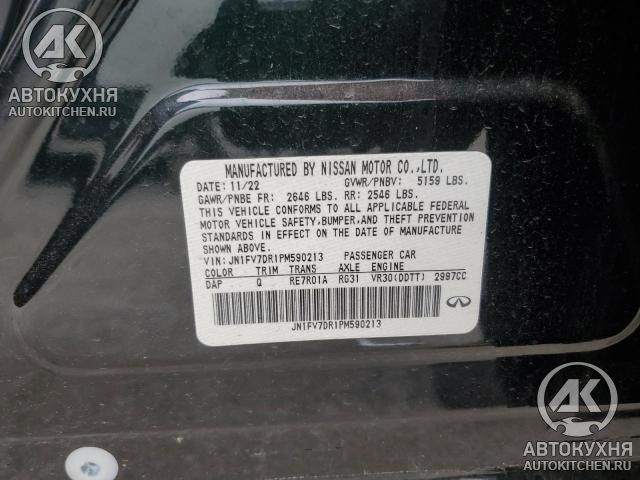 АК
АВТОКУХНЯ
AUTOKITCHEN.RU
MANUFACTURED BY NISSAN MOTOR CO.,LTD.
DATE: 11/22 GVWR/PNBV: 5159 LBS.
GAWR/PNBE FR: 2646 LBS. RR: 2546 LBS.
THIS VEHICLE CONFORMS TO ALL APPLICABLE FEDERAL
MOTOR VEHICLE SAFETY,BUMPER,AND THEFT PREVENTION
STANDARDS IN EFFECT ON THE DATE OF MANUFACTURE
SHOWN ABOVE.
VIN: JN1FV7DR1PM590213 PASSENGER CAR
COLOR TRIM TRANS AXLE ENGINE
DAP Q RE7R01A RG31 VR30(DDTT) 2997CC
JN1FV7DR1PM590213
АК
АВТОКУХНЯ
AUTOKITCHEN.RU